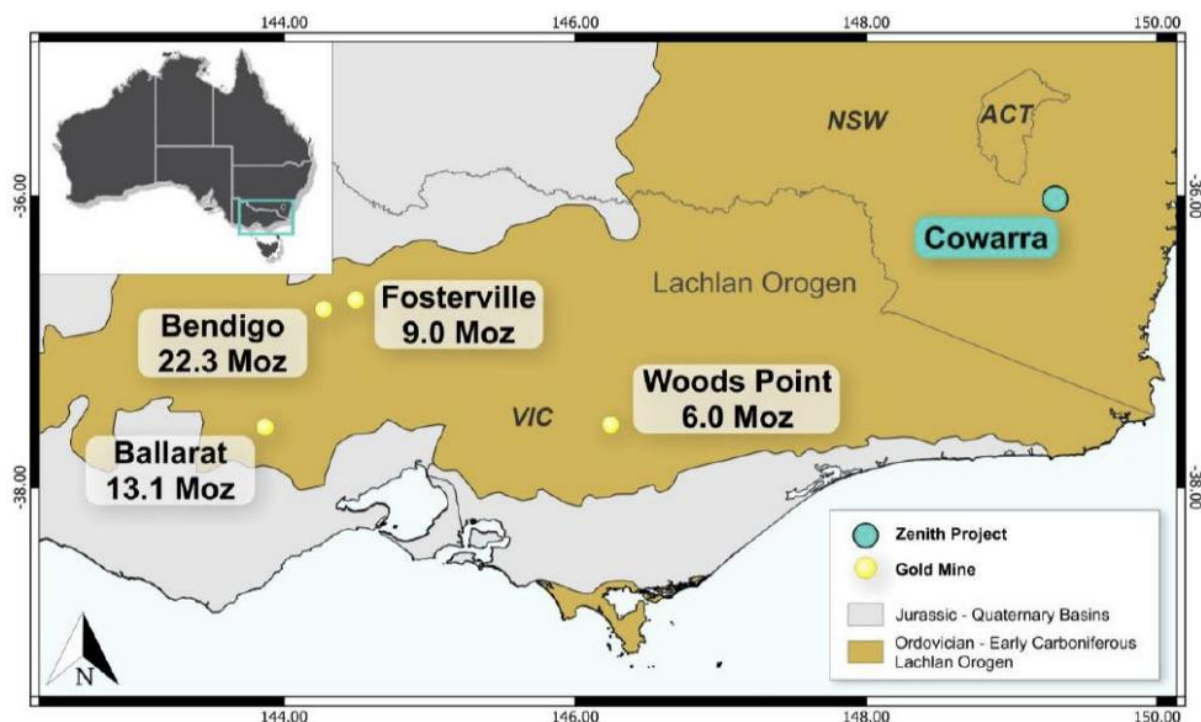 144.00
146.00
148.00
150.00
NSW
ACT
-36.00
-36.00
Cowarra
Lachlan Orogen
Fosterville
9.0 Moz
Bendigo
22.3 Moz
Woods Point
6.0 Moz
VIC
Ballarat
13.1 Moz
-38.00
-38.00
Zenith Project
Gold Mine
Jurassic - Quaternary Basins
Ordovician - Early Carboniferous
Lachlan Orogen
N
144.00
146.00
148.00
150.00